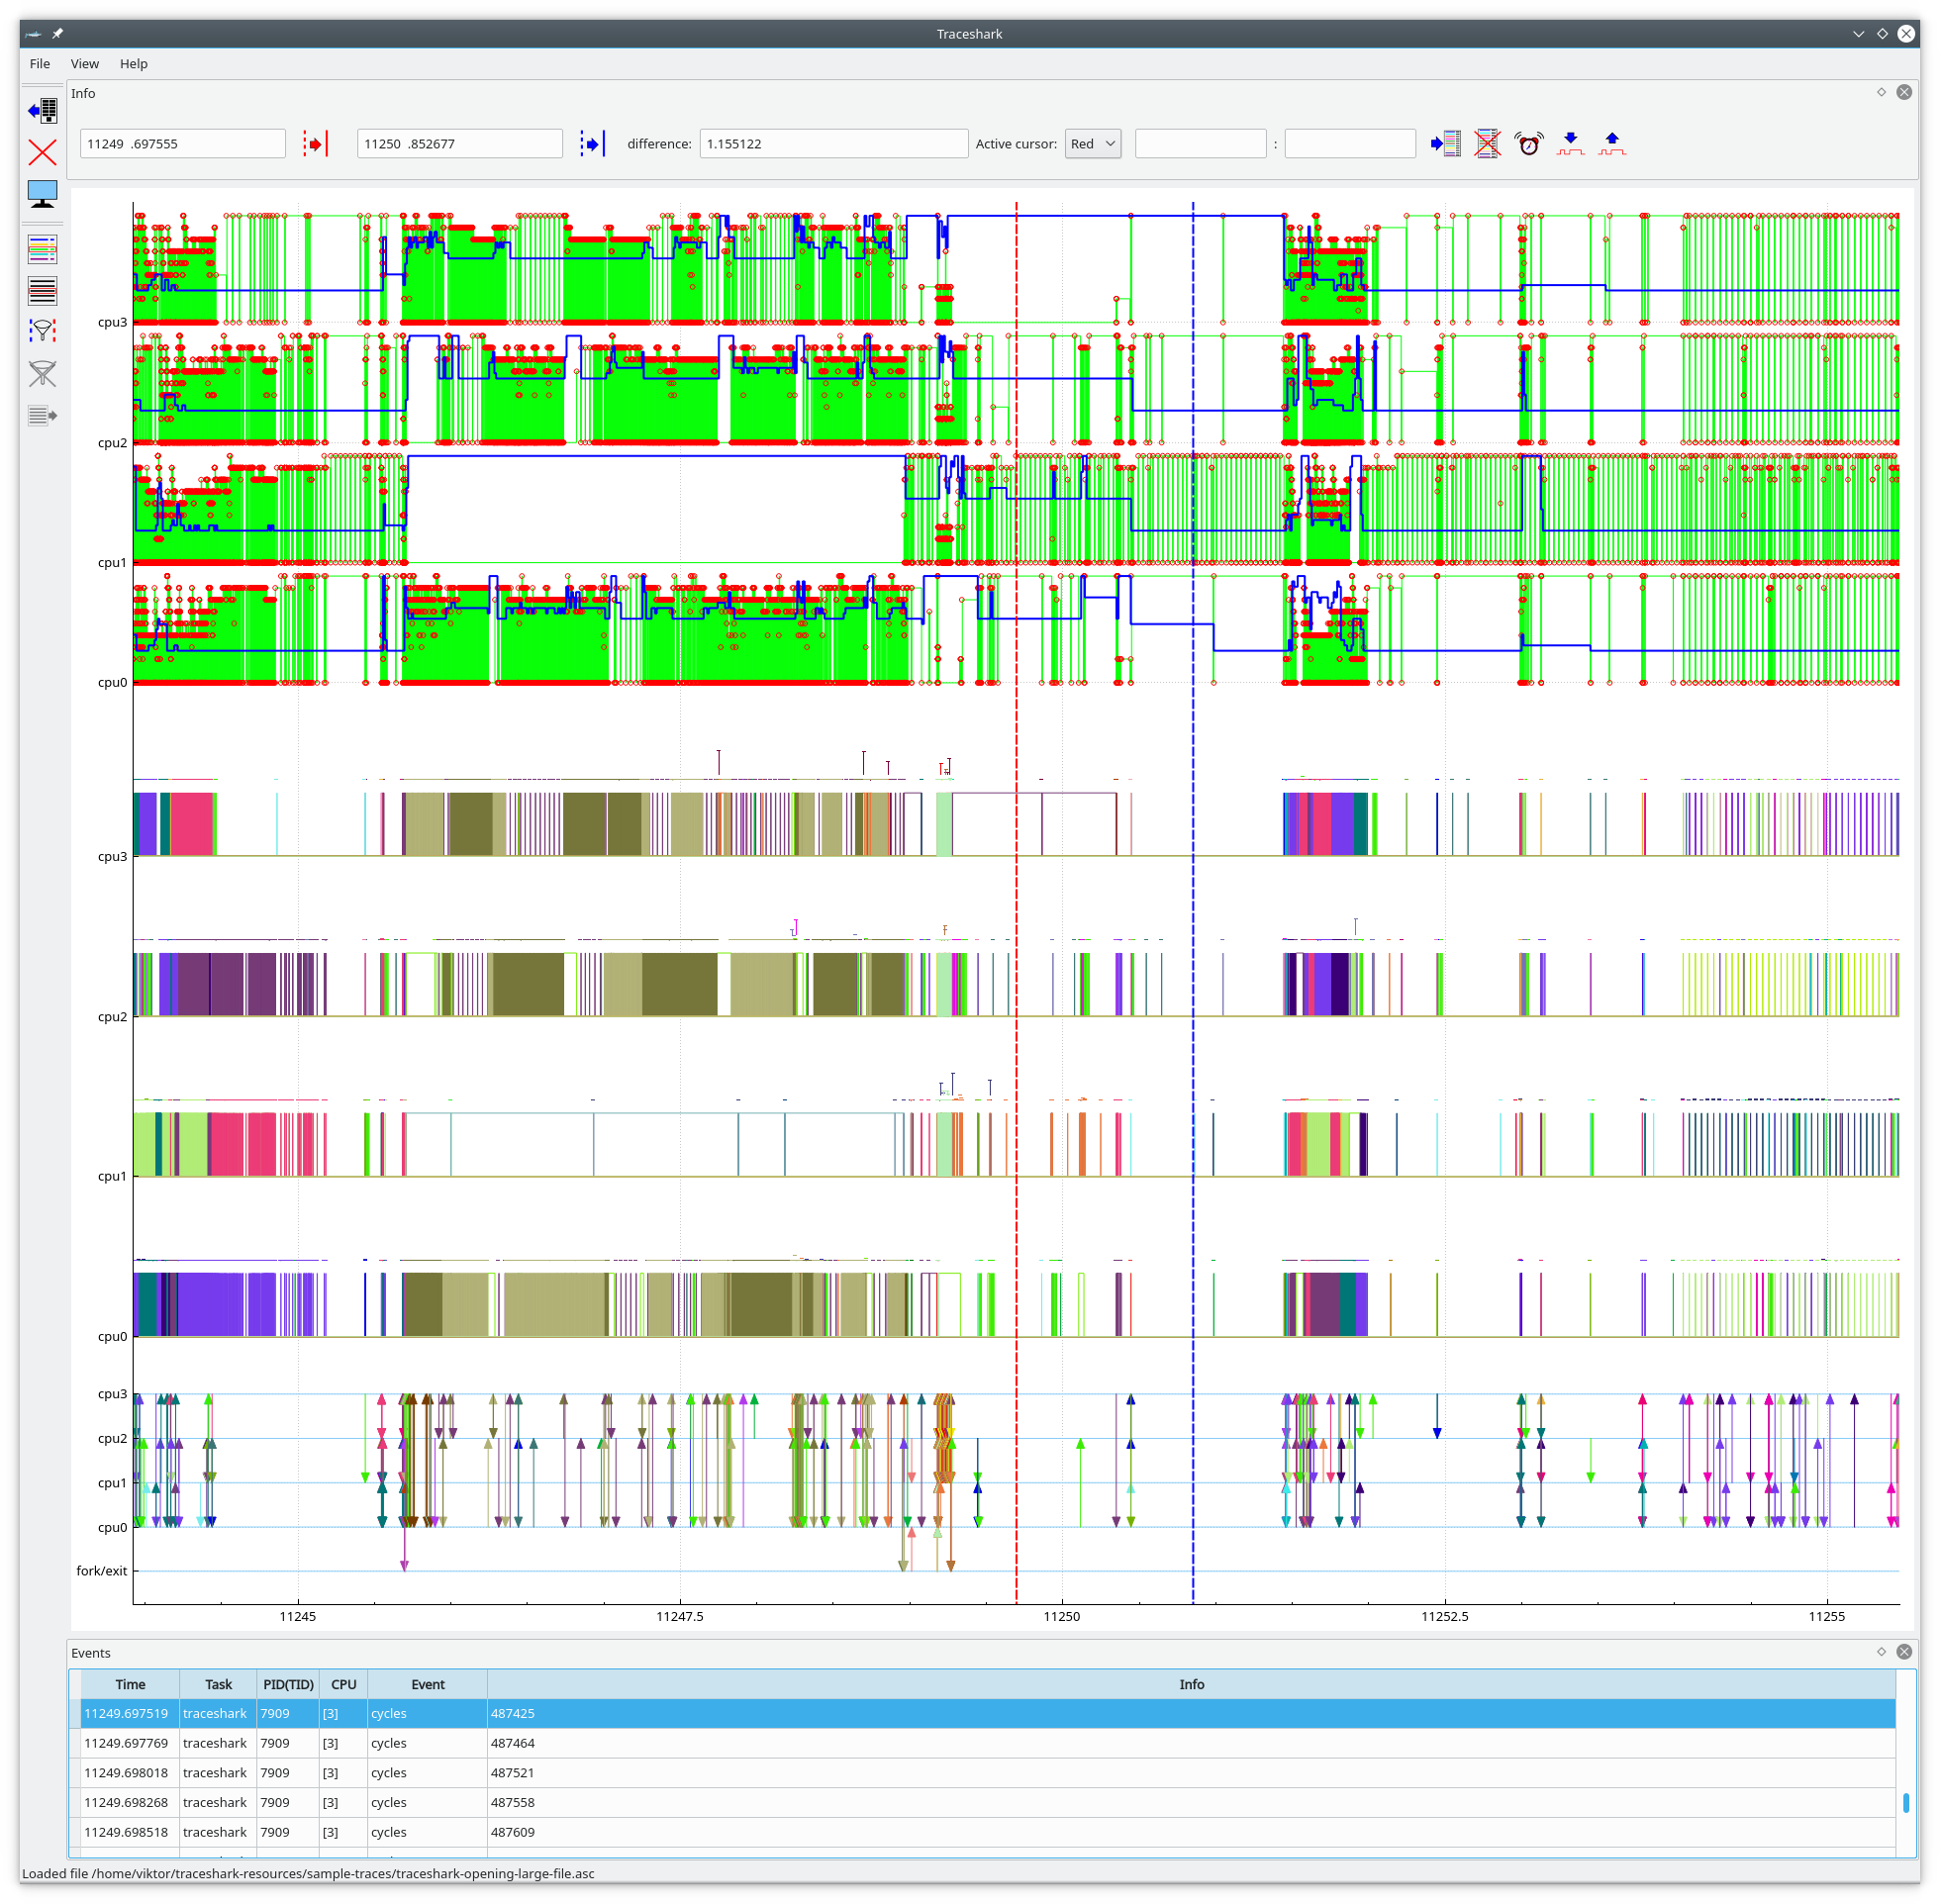 Traceshark
File View Help
Info
11249 .697555 11250 .852677 difference: 1.155122 Active cursor: Red :
cpu3
cpu2
cpu1
cpu0
cpu3
cpu2
cpu1
cpu0
cpu3
cpu2
cpu1
cpu0
fork/exit
11245 11247.5 11250 11252.5 11255
Events
Time Task PID(TID) CPU Event Info
11249.697519 traceshark 7909 [3] cycles 487425
11249.697769 traceshark 7909 [3] cycles 487464
11249.698018 traceshark 7909 [3] cycles 487521
11249.698268 traceshark 7909 [3] cycles 487558
11249.698518 traceshark 7909 [3] cycles 487609
Loaded file /home/viktor/traceshark-resources/sample-traces/traceshark-opening-large-file.asc